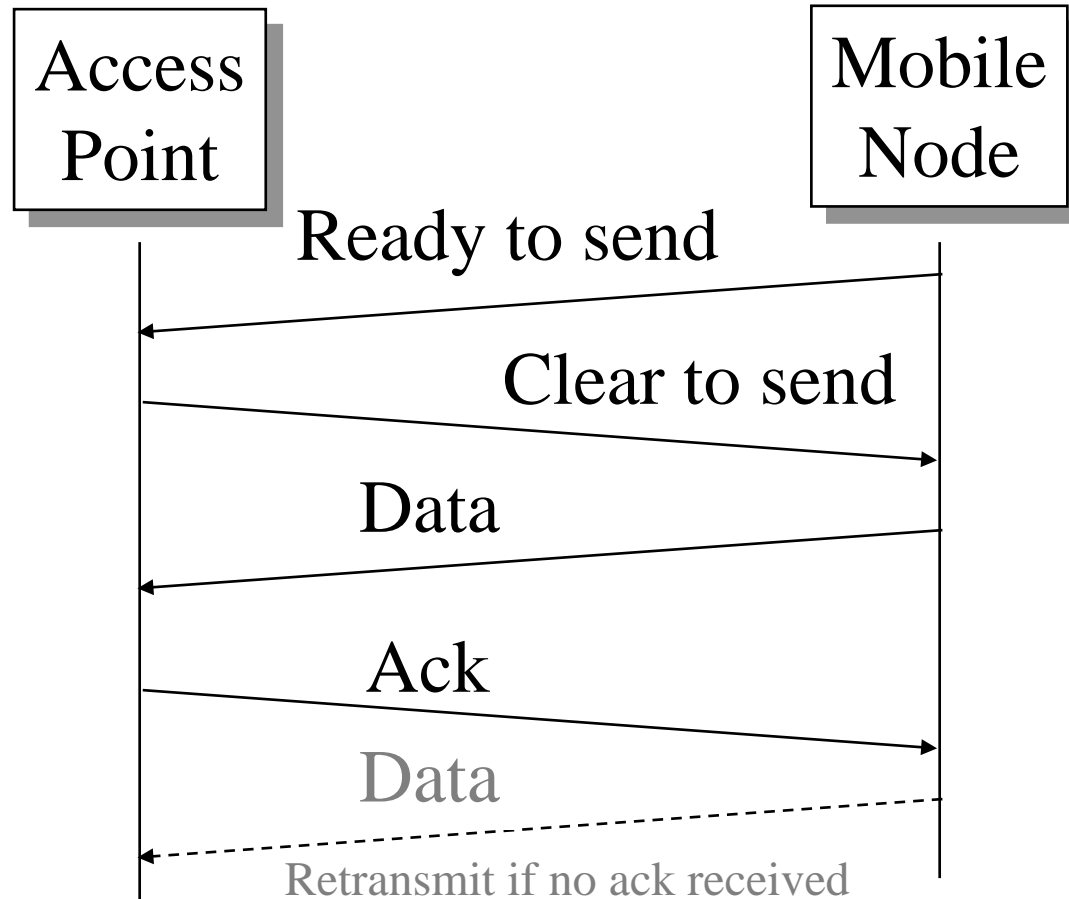 Access
Point
Mobile
Node
Ready to send
Clear to send
Data
Ack
Data
Retransmit if no ack received